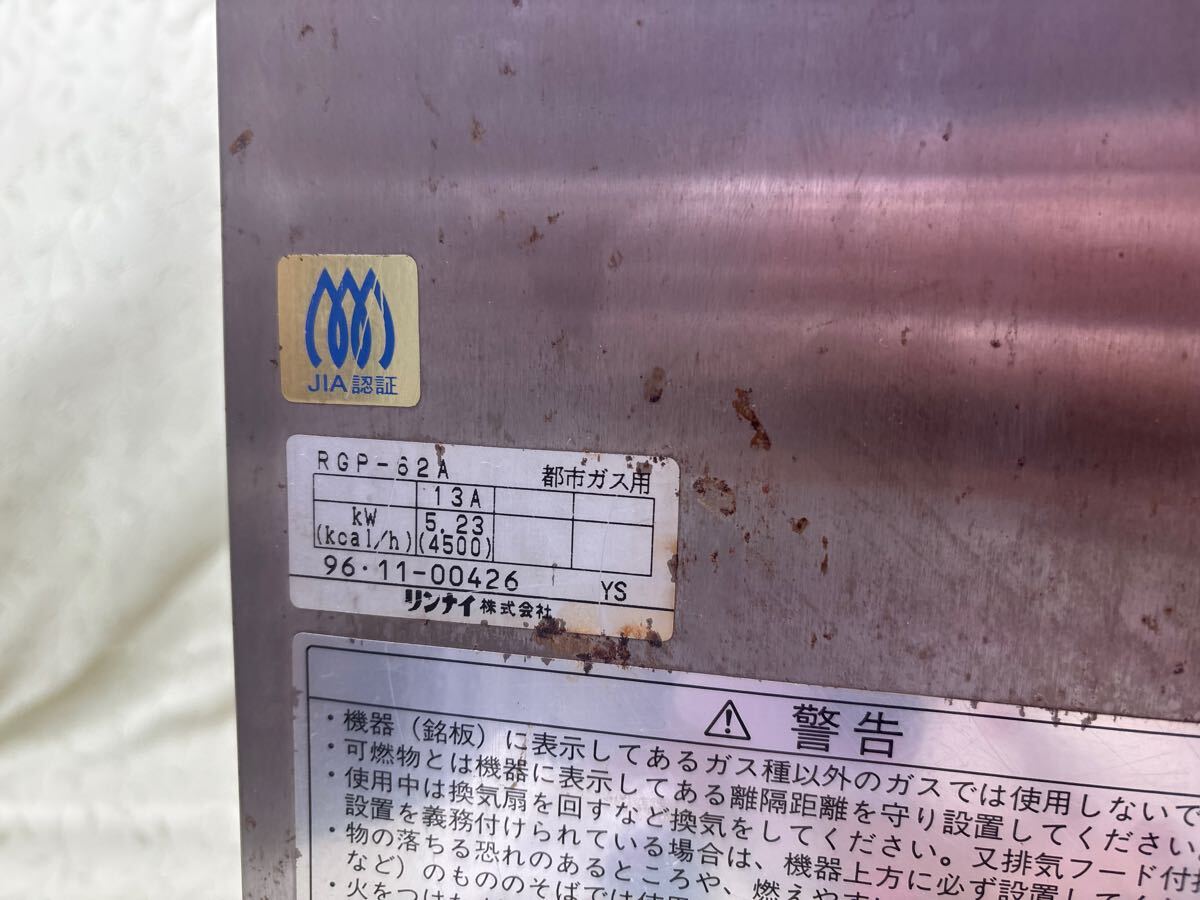 JIA認証
RGP-62A 都市ガス用
13A
kW 5.23
(kcal/h) (4500)
96・11-00426 YS
リンナイ株式会社
警告
・機器（銘板）に表示してあるガス種以外のガスでは使用しないで
・可燃物とは機器に表示してある離隔距離を守り設置してください。
・使用中は換気扇を回すなど換気をしてください。又排気フード付
設置を義務付けられている場合は、機器上方に必ず設置して
・物の落ちる恐れのあるところや、燃えやす
など）のもののそばでは使用
・火をつけ